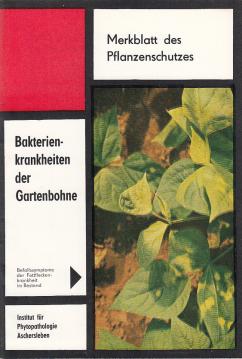 Merkblatt des
Pflanzenschutzes
Bakterien-
krankheiten
der
Gartenbohne
Befallssymptome
der Fettflecken-
krankheit
im Bestand
Institut für
Phytopathologie
Aschersleben